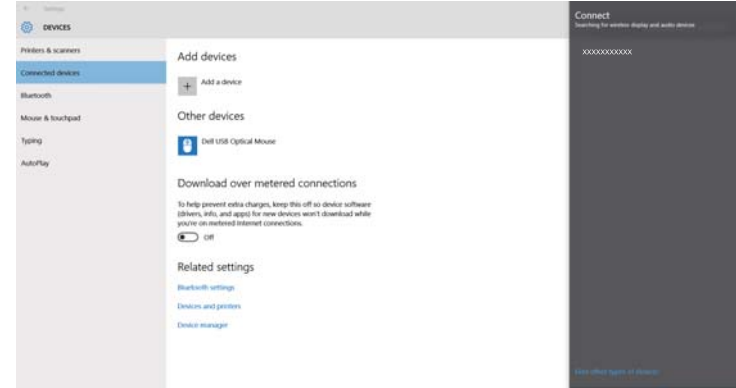 Settings
DEVICES
Printers & scanners
Connected devices
Bluetooth
Mouse & touchpad
Typing
AutoPlay
Add devices
Add a device
Other devices
Dell USB Optical Mouse
Download over metered connections
To help prevent extra charges, keep this off so device software
(drivers, info, and apps) for new devices won't download while
you're on metered Internet connections.
Off
Related settings
Bluetooth settings
Devices and printers
Device manager
Connect
Searching for wireless display and audio devices
xxxxxxxxxxx
Find other types of devices